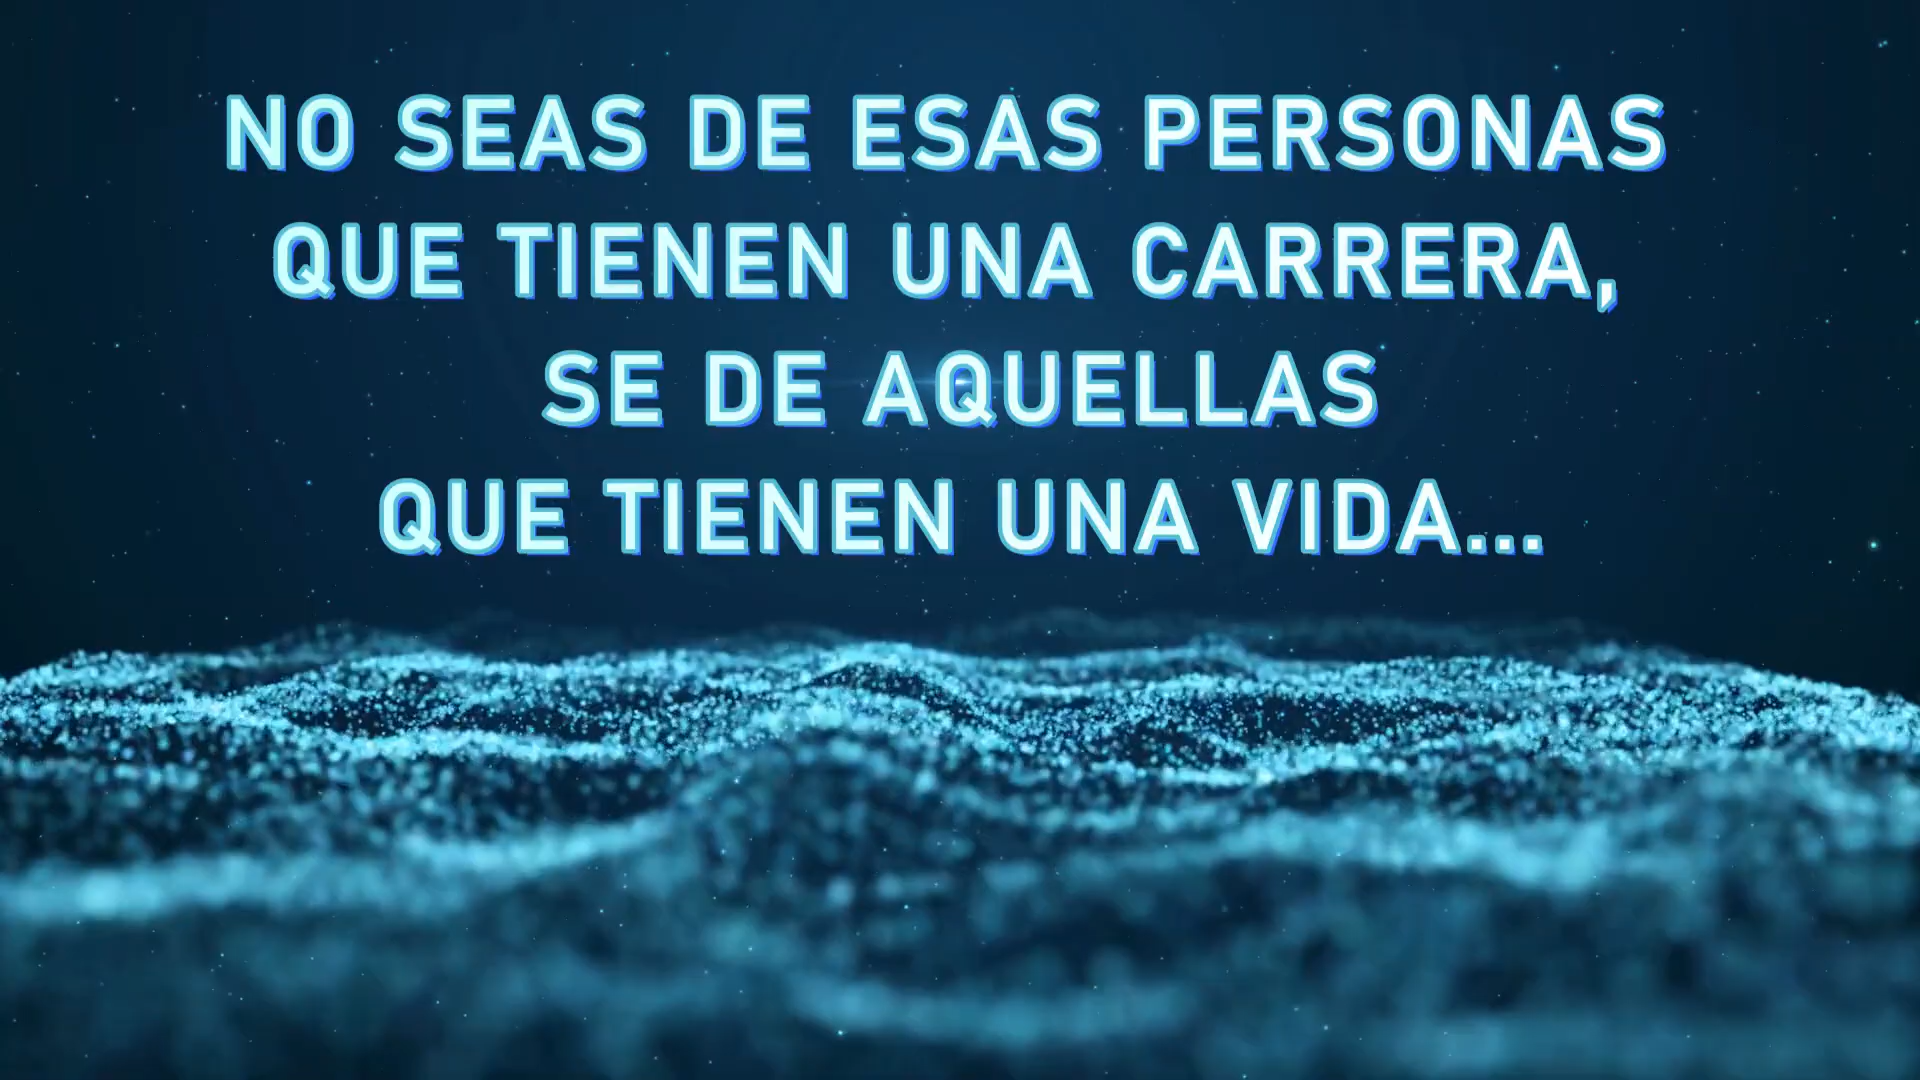 NO SEAS DE ESAS PERSONAS
QUE TIENEN UNA CARRERA,
SE DE AQUELLAS
QUE TIENEN UNA VIDA...